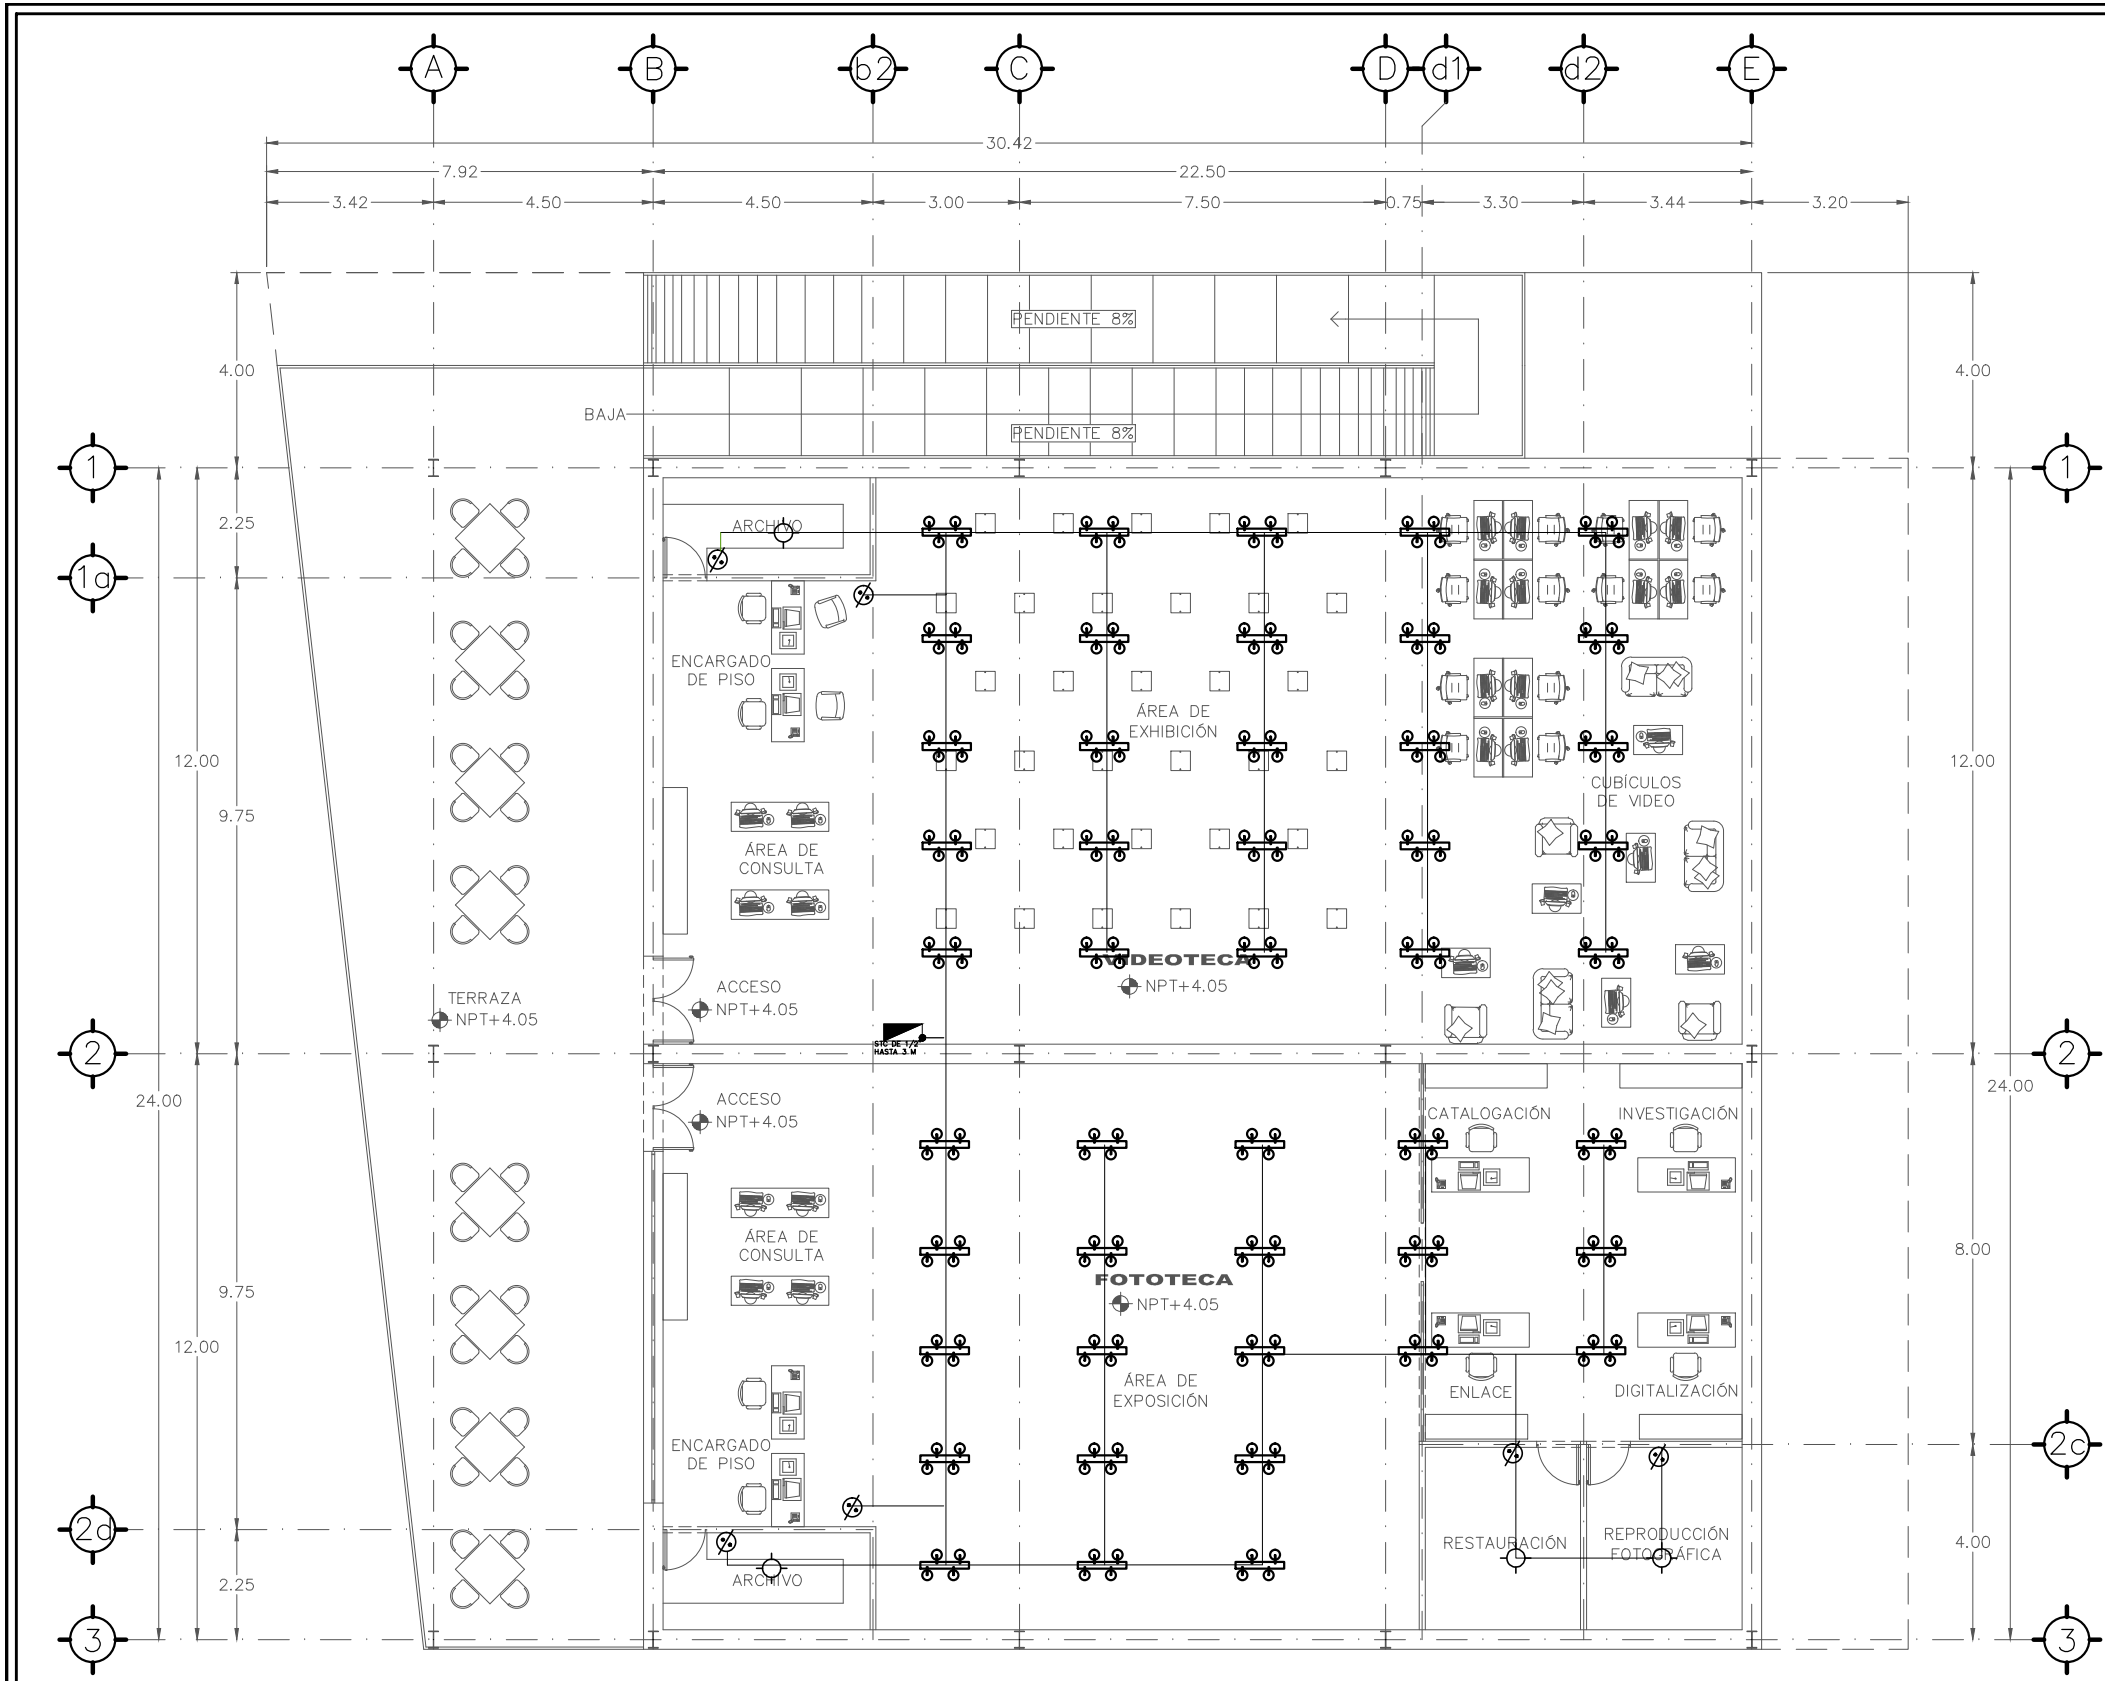 A B b2 C D d1 d2 E
30.42
7.92 22.50
3.42 4.50 4.50 3.00 7.50 0.75 3.30 3.44 3.20
PENDIENTE 8%
4.00 4.00
BAJA
PENDIENTE 8%
1 1
2.25
ARCHIVO
1a
ENCARGADO
DE PISO
ÁREA DE
EXHIBICIÓN
12.00 12.00
CUBÍCULOS
DE VIDEO
9.75
ÁREA DE
CONSULTA
VIDEOTECA
NPT+4.05
ACCESO
NPT+4.05
TERRAZA
NPT+4.05
STC DE 1/2
HASTA 3 M
2 2
24.00 24.00
ACCESO
NPT+4.05
CATALOGACIÓN INVESTIGACIÓN
ÁREA DE
CONSULTA
8.00
FOTOTECA
NPT+4.05
9.75
12.00
ÁREA DE
EXPOSICIÓN
ENLACE DIGITALIZACIÓN
ENCARGADO
DE PISO
2c
2d
RESTAURACIÓN
REPRODUCCIÓN
FOTOGRÁFICA
4.00
ARCHIVO
2.25
3 3